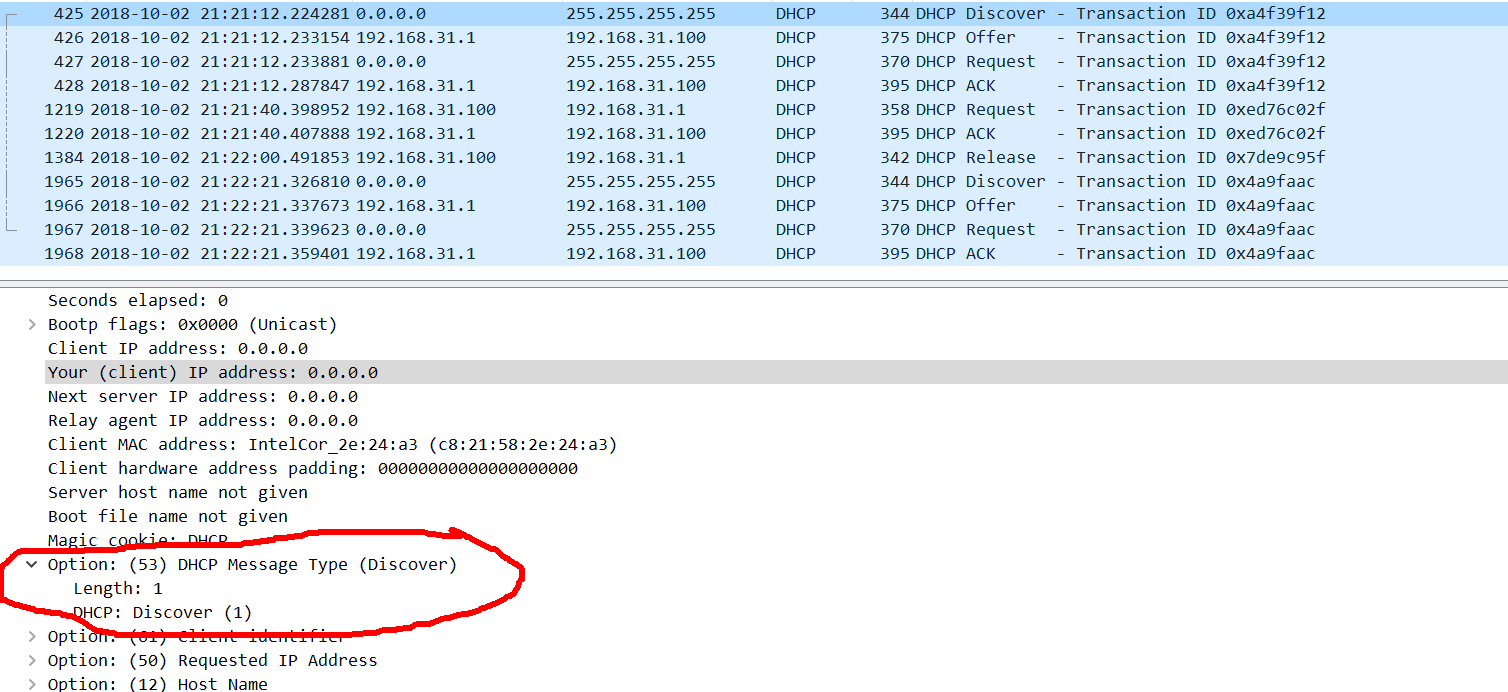 425 2018-10-02 21:21:12.224281 0.0.0.0 255.255.255.255 DHCP 344 DHCP Discover - Transaction ID 0xa4f39f12
426 2018-10-02 21:21:12.233154 192.168.31.1 192.168.31.100 DHCP 375 DHCP Offer - Transaction ID 0xa4f39f12
427 2018-10-02 21:21:12.233881 0.0.0.0 255.255.255.255 DHCP 370 DHCP Request - Transaction ID 0xa4f39f12
428 2018-10-02 21:21:12.287847 192.168.31.1 192.168.31.100 DHCP 395 DHCP ACK - Transaction ID 0xa4f39f12
1219 2018-10-02 21:21:40.398952 192.168.31.100 192.168.31.1 DHCP 358 DHCP Request - Transaction ID 0xed76c02f
1220 2018-10-02 21:21:40.407888 192.168.31.1 192.168.31.100 DHCP 395 DHCP ACK - Transaction ID 0xed76c02f
1384 2018-10-02 21:22:00.491853 192.168.31.100 192.168.31.1 DHCP 342 DHCP Release - Transaction ID 0x7de9c95f
1965 2018-10-02 21:22:21.326810 0.0.0.0 255.255.255.255 DHCP 344 DHCP Discover - Transaction ID 0x4a9faac
1966 2018-10-02 21:22:21.337673 192.168.31.1 192.168.31.100 DHCP 375 DHCP Offer - Transaction ID 0x4a9faac
1967 2018-10-02 21:22:21.339623 0.0.0.0 255.255.255.255 DHCP 370 DHCP Request - Transaction ID 0x4a9faac
1968 2018-10-02 21:22:21.359401 192.168.31.1 192.168.31.100 DHCP 395 DHCP ACK - Transaction ID 0x4a9faac
Seconds elapsed: 0
Bootp flags: 0x0000 (Unicast)
Client IP address: 0.0.0.0
Your (client) IP address: 0.0.0.0
Next server IP address: 0.0.0.0
Relay agent IP address: 0.0.0.0
Client MAC address: IntelCor_2e:24:a3 (c8:21:58:2e:24:a3)
Client hardware address padding: 00000000000000000000
Server host name not given
Boot file name not given
Magic cookie: DHCP
Option: (53) DHCP Message Type (Discover)
Length: 1
DHCP: Discover (1)
Option: (61) Client identifier
Option: (50) Requested IP Address
Option: (12) Host Name